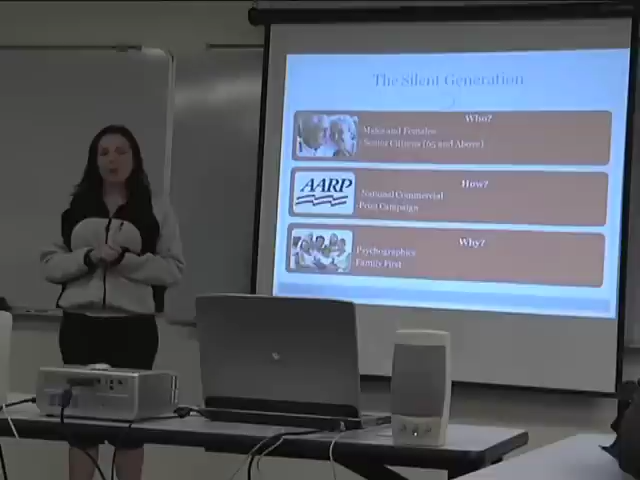 The Silent Generation
Who?
Males and Females
Senior Citizens (65 and Above)
How?
AARP
National Commercial
Print Campaign
Why?
Psychographics
Family First